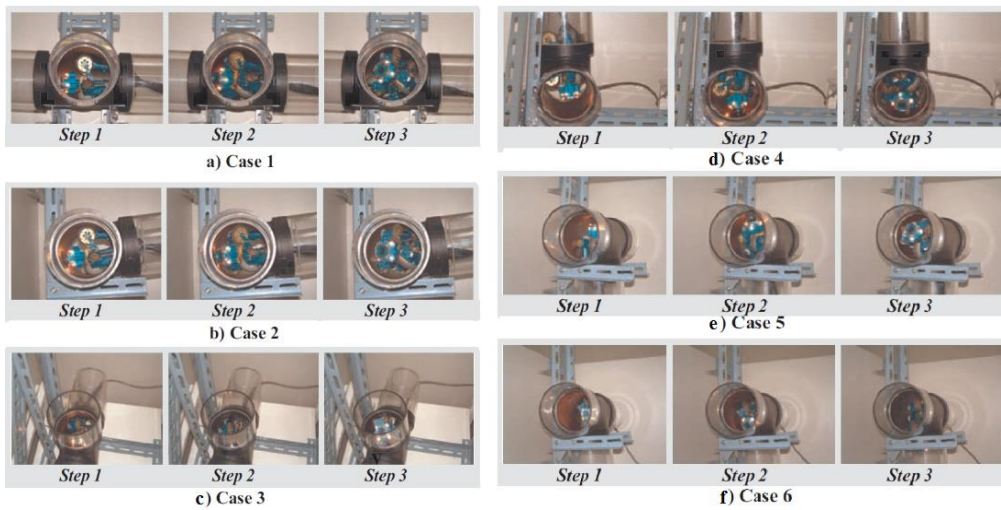 Step 1
Step 2
Step 3
a) Case 1
Step 1
Step 2
Step 3
b) Case 2
Step 1
Step 2
Step 3
c) Case 3
Step 1
Step 2
Step 3
d) Case 4
Step 1
Step 2
Step 3
e) Case 5
Step 1
Step 2
Step 3
f) Case 6